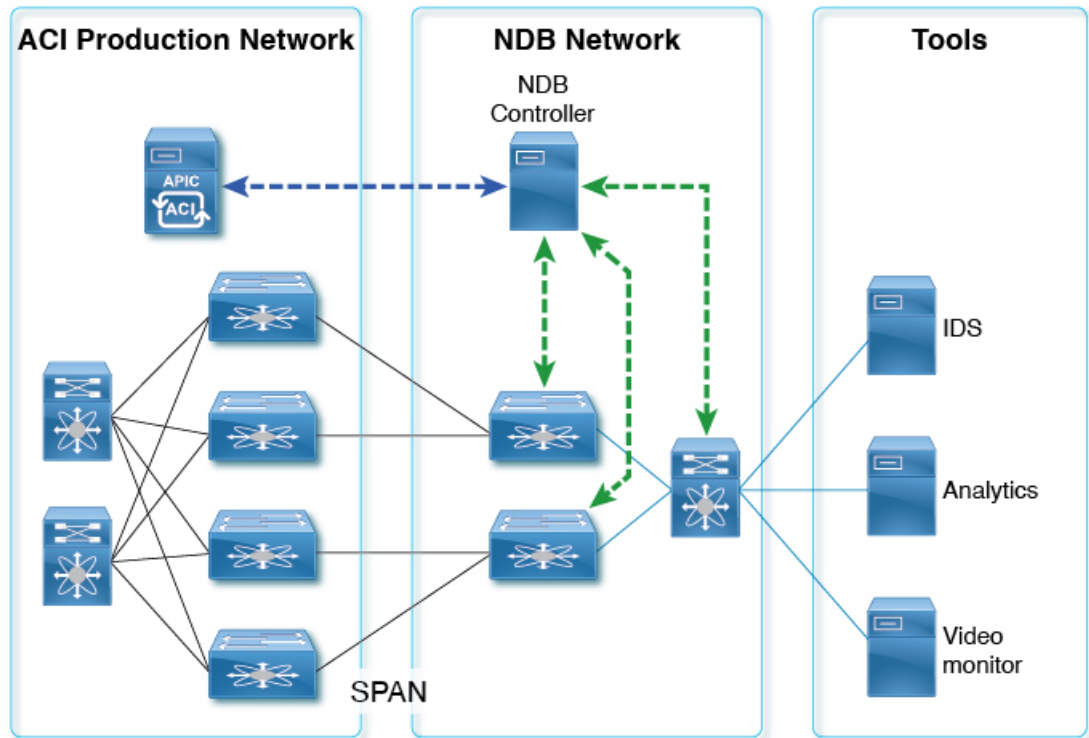 ACI Production Network
NDB Network
Tools
NDB
Controller
APIC
ACI
IDS
Analytics
Video
monitor
SPAN